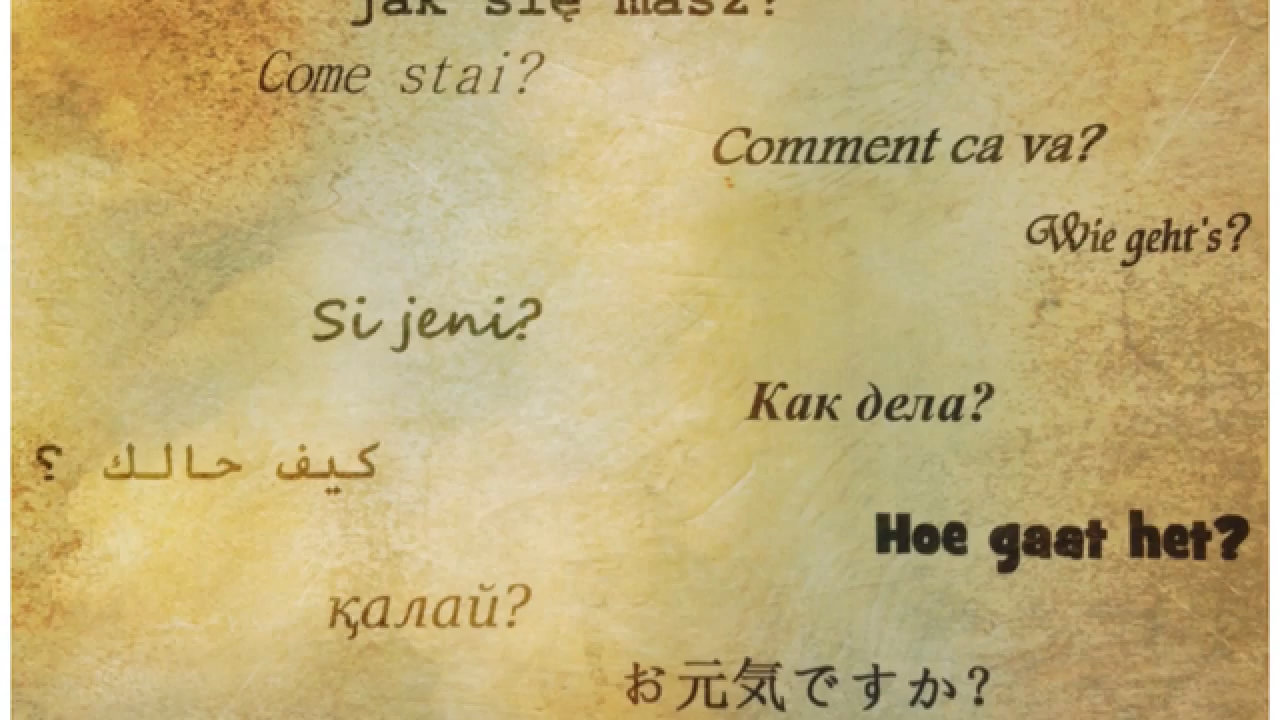 jak się masz?
Come stai?
Comment ca va?
Wie geht's?
Si jeni?
Как дела?
كيف حالك ؟
Hoe gaat het?
қалай?
お元気ですか?